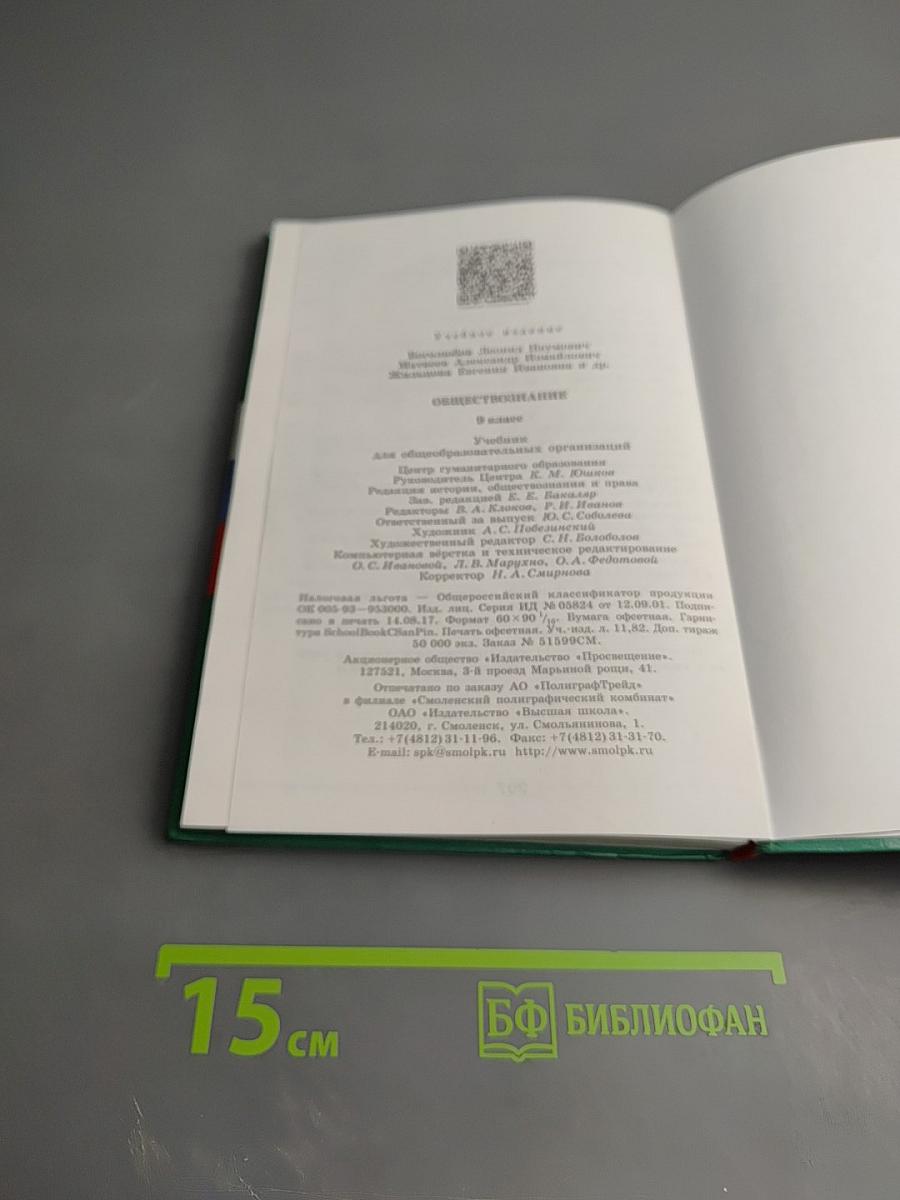 Учебное издание
Боголюбов Леонид Наумович
Матвеев Александр Измайлович
Жильцова Евгения Ивановна и др.
ОБЩЕСТВОЗНАНИЕ
9 класс
Учебник
для общеобразовательных организаций
Центр гуманитарного образования
Руководитель Центра К. М. Юшков
Редакция истории, обществознания и права
Зав. редакцией Е. Е. Бакаляр
Редакторы В. А. Клоков, Р. И. Иванов
Ответственный за выпуск Ю. С. Соболева
Художник А. С. Побезинский
Художественный редактор С. Н. Болоболов
Компьютерная вёрстка и техническое редактирование
О. С. Ивановой, Л. В. Марухно, О. А. Федотовой
Корректор Н. А. Смирнова
Налоговая льгота — Общероссийский классификатор продукции
ОК 005-93—953000. Изд. лиц. Серия ИД № 05824 от 12.09.01. Подпи-
сано в печать 14.08.17. Формат 60×90 1/16. Бумага офсетная. Гарни-
тура SchoolBookCSanPin. Печать офсетная. Уч.-изд. л. 11,82. Доп. тираж
50 000 экз. Заказ № 51599СМ.
Акционерное общество «Издательство «Просвещение».
127521, Москва, 3-й проезд Марьиной рощи, 41.
Отпечатано по заказу АО «ПолиграфТрейд»
в филиале «Смоленский полиграфический комбинат»
ОАО «Издательство «Высшая школа».
214020, г. Смоленск, ул. Смольянинова, 1.
Тел.: +7(4812) 31-11-96. Факс: +7(4812) 31-31-70.
E-mail: spk@smolpk.ru http://www.smolpk.ru
15 см
БФ БИБЛИОФАН